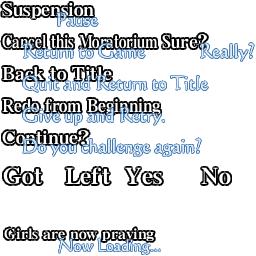 Suspension
Pause
Cancel this Moratorium Sure?
Return to Game Really?
Back to Title
Quit and Return to Title
Redo from Beginning
Give up and Retry.
Continue?
Do you challenge again?
Got Left Yes No
Girls are now praying
Now Loading...